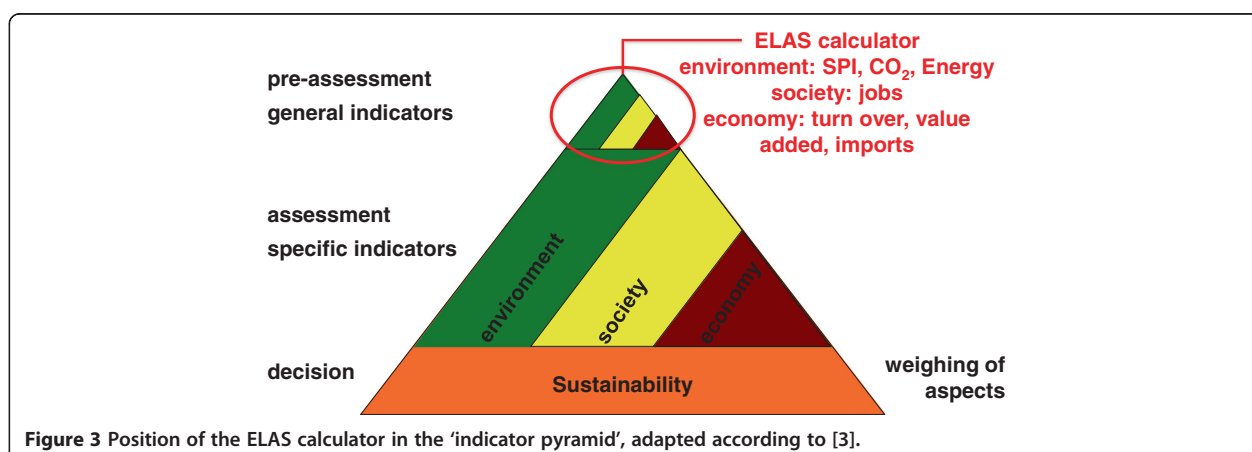 ELAS calculator
environment: SPI, CO₂, Energy
society: jobs
economy: turn over, value
added, imports
pre-assessment
general indicators
assessment
specific indicators
environment
society
economy
decision
Sustainability
weighing of
aspects
Figure 3 Position of the ELAS calculator in the ‘indicator pyramid’, adapted according to [3].